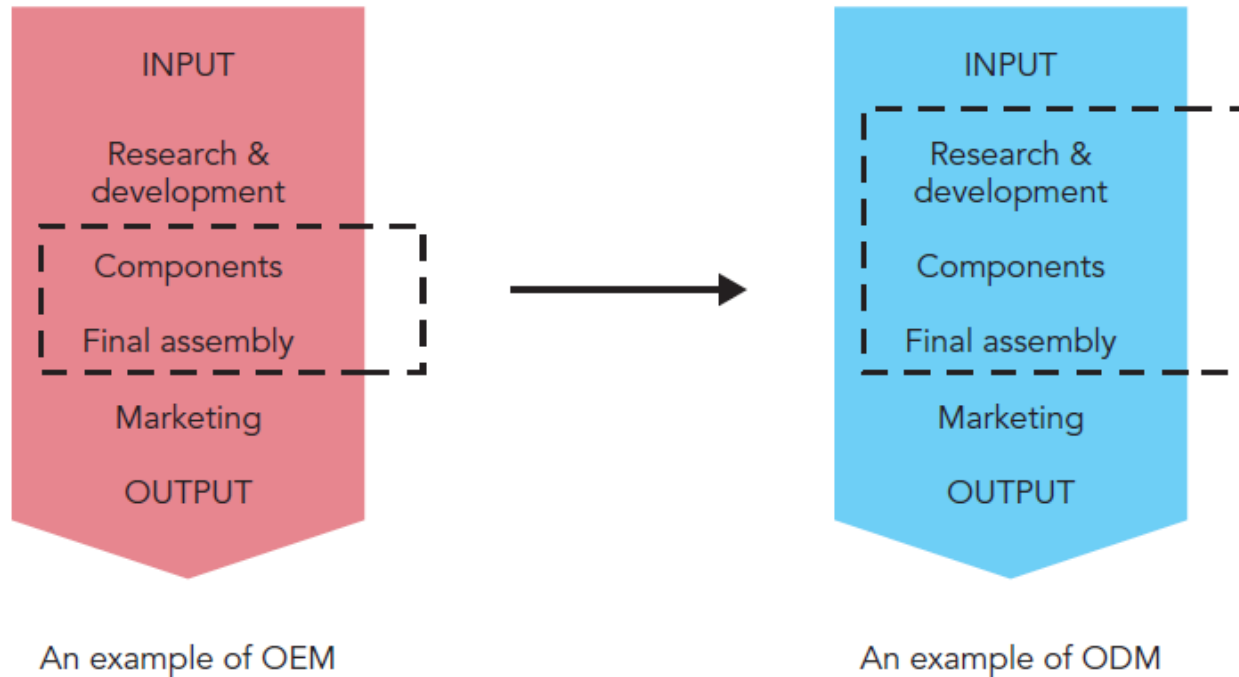 INPUT
Research &
development
Components
Final assembly
Marketing
OUTPUT
An example of OEM
INPUT
Research &
development
Components
Final assembly
Marketing
OUTPUT
An example of ODM